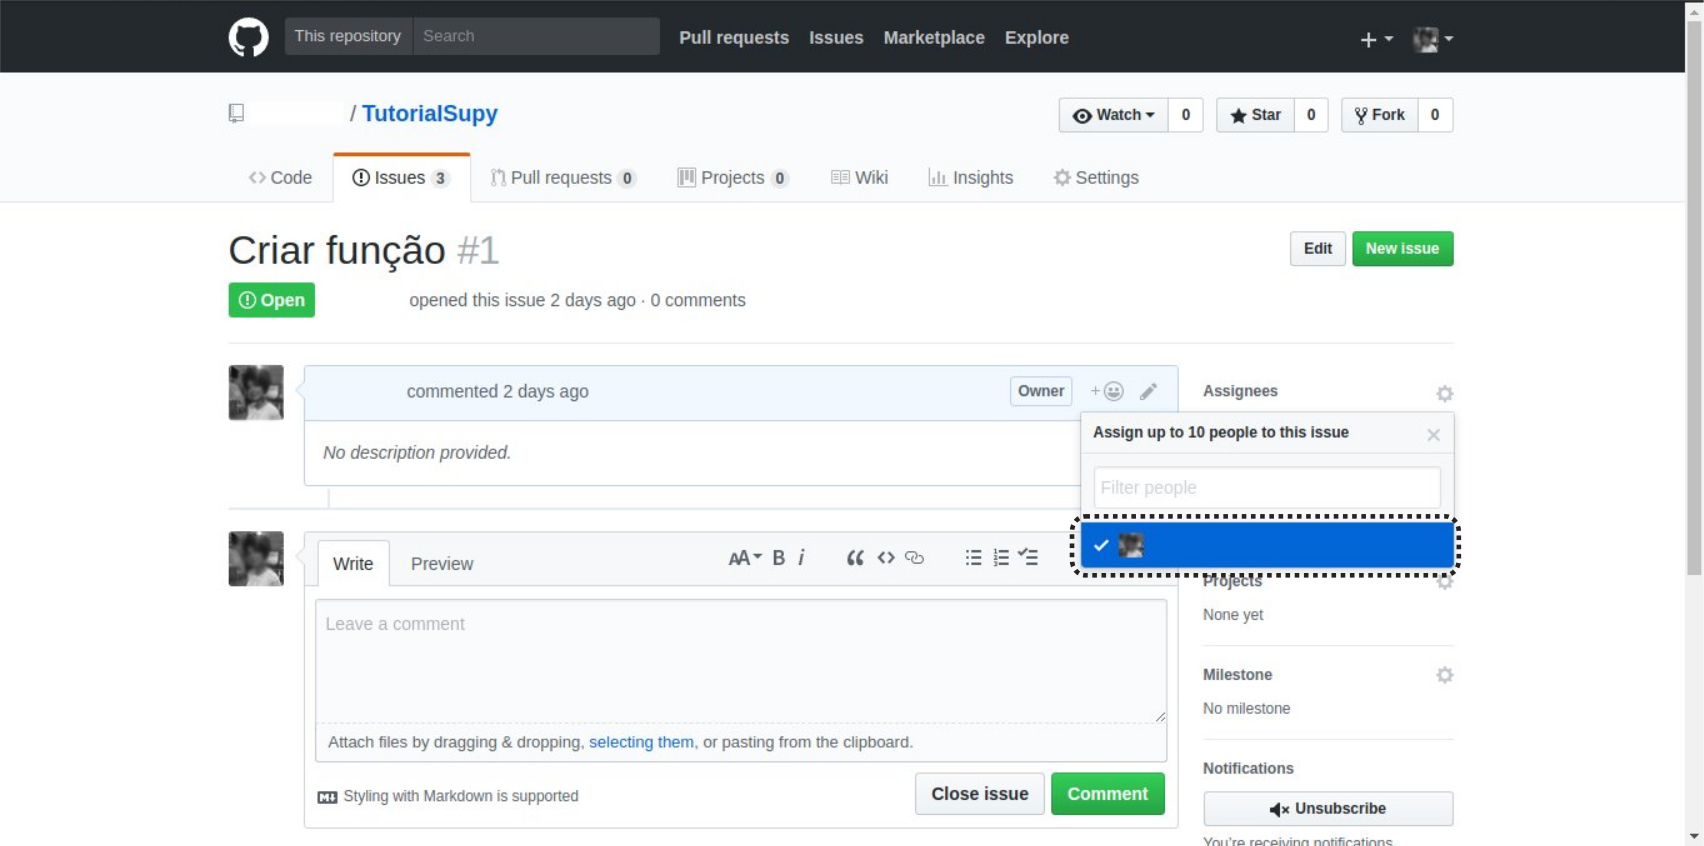 This repository Search Pull requests Issues Marketplace Explore
/ TutorialSupy
Watch 0 Star 0 Fork 0
Code Issues 3 Pull requests 0 Projects 0 Wiki Insights Settings
Criar função #1
Edit New issue
Open opened this issue 2 days ago · 0 comments
commented 2 days ago Owner
No description provided.
Assignees
Assign up to 10 people to this issue
Filter people
Write Preview AA B i
Leave a comment
Attach files by dragging & dropping, selecting them, or pasting from the clipboard.
Styling with Markdown is supported
Close issue Comment
Projects
None yet
Milestone
No milestone
Notifications
Unsubscribe
You're receiving notifications